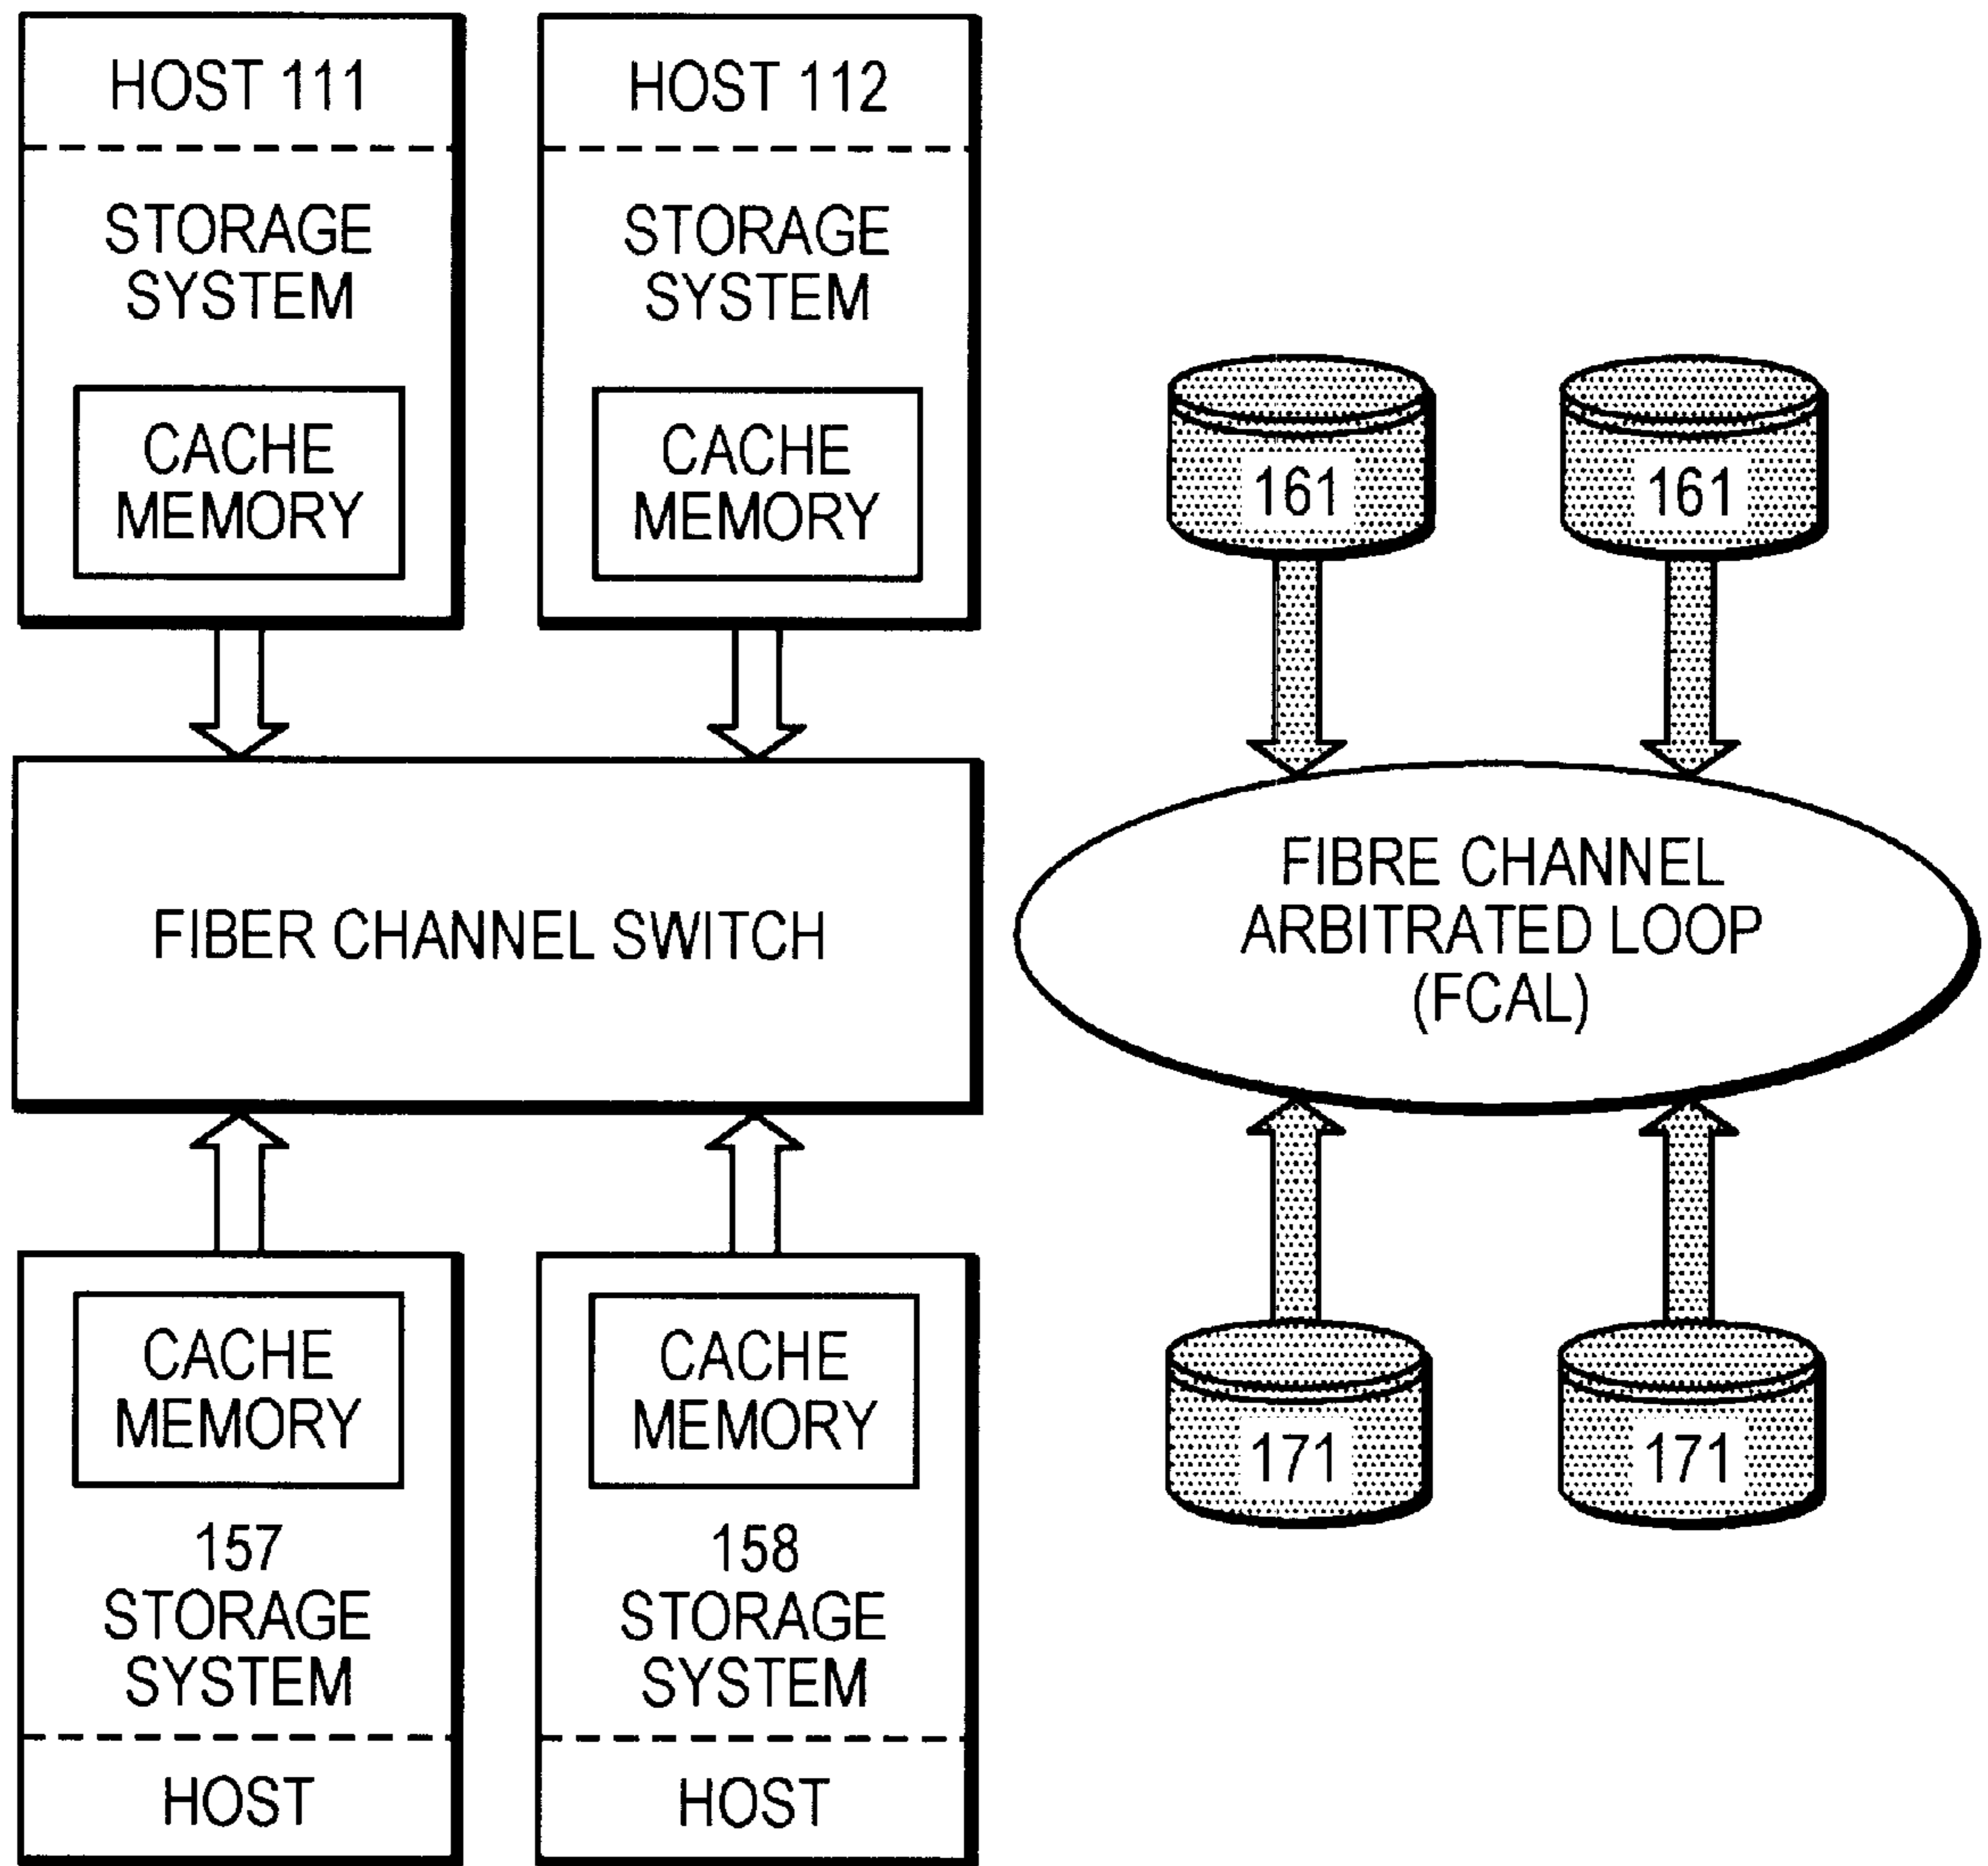 HOST 111
STORAGE
SYSTEM
CACHE
MEMORY
HOST 112
STORAGE
SYSTEM
CACHE
MEMORY
161
161
FIBER CHANNEL SWITCH
FIBRE CHANNEL
ARBITRATED LOOP
(FCAL)
CACHE
MEMORY
157
STORAGE
SYSTEM
HOST
CACHE
MEMORY
158
STORAGE
SYSTEM
HOST
171
171